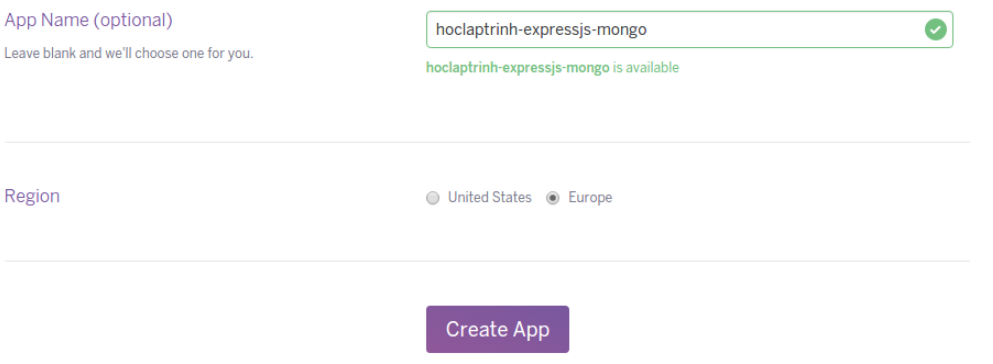 App Name (optional)
hoclaptrinh-expressjs-mongo
Leave blank and we'll choose one for you.
hoclaptrinh-expressjs-mongo is available
Region
United States
Europe
Create App